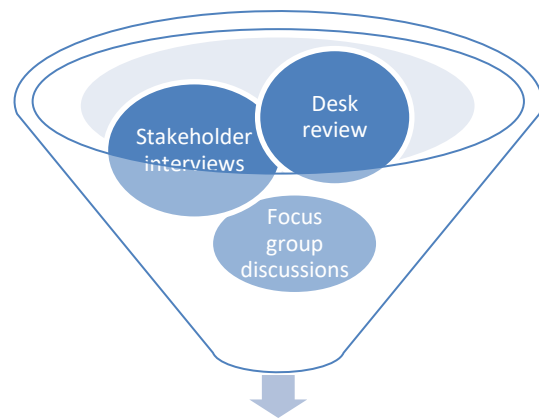 Desk
review
Stakeholder
interviews
Focus
group
discussions